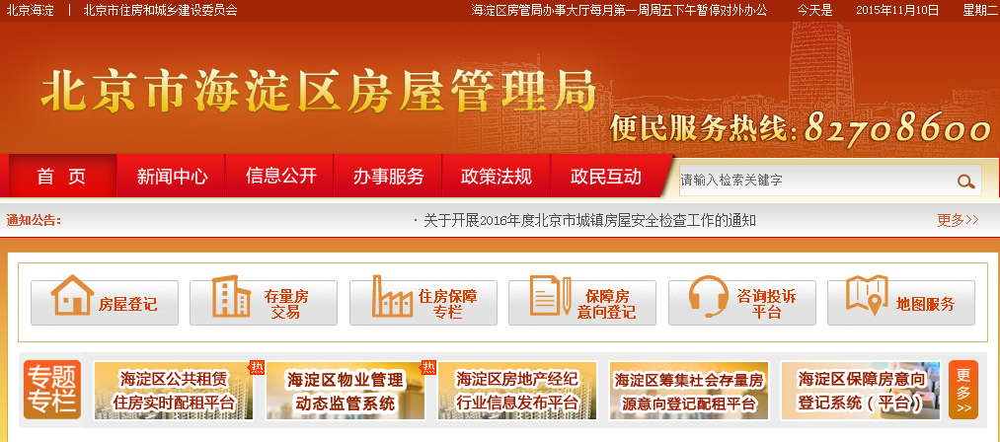 北京海淀 | 北京市住房和城乡建设委员会 海淀区房管局办事大厅每月第一周周五下午暂停对外办公 今天是 2015年11月10日 星期二
北京市海淀区房屋管理局
便民服务热线:82708600
首 页 新闻中心 信息公开 办事服务 政策法规 政民互动 请输入检索关键字
通知公告: · 关于开展2016年度北京市城镇房屋安全检查工作的通知 更多>>
房屋登记
存量房
交易
住房保障
专栏
保障房
意向登记
咨询投诉
平台
地图服务
专题
专栏
海淀区公共租赁
住房实时配租平台
热
海淀区物业管理
动态监管系统
热
海淀区房地产经纪
行业信息发布平台
海淀区筹集社会存量房
源意向登记配租平台
海淀区保障房意向
登记系统（平台）
更
多
>>